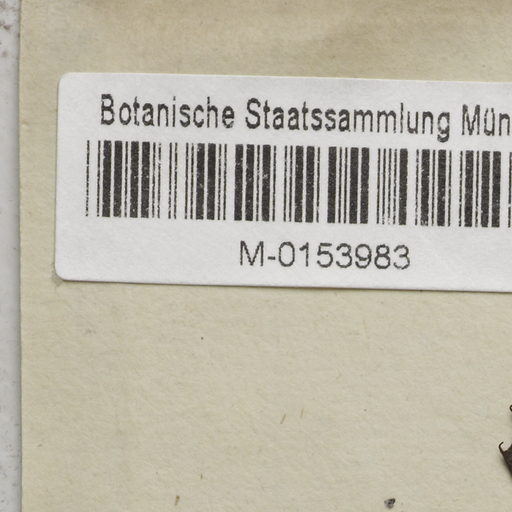 Botanische Staatssammlung Mün
M-0153983